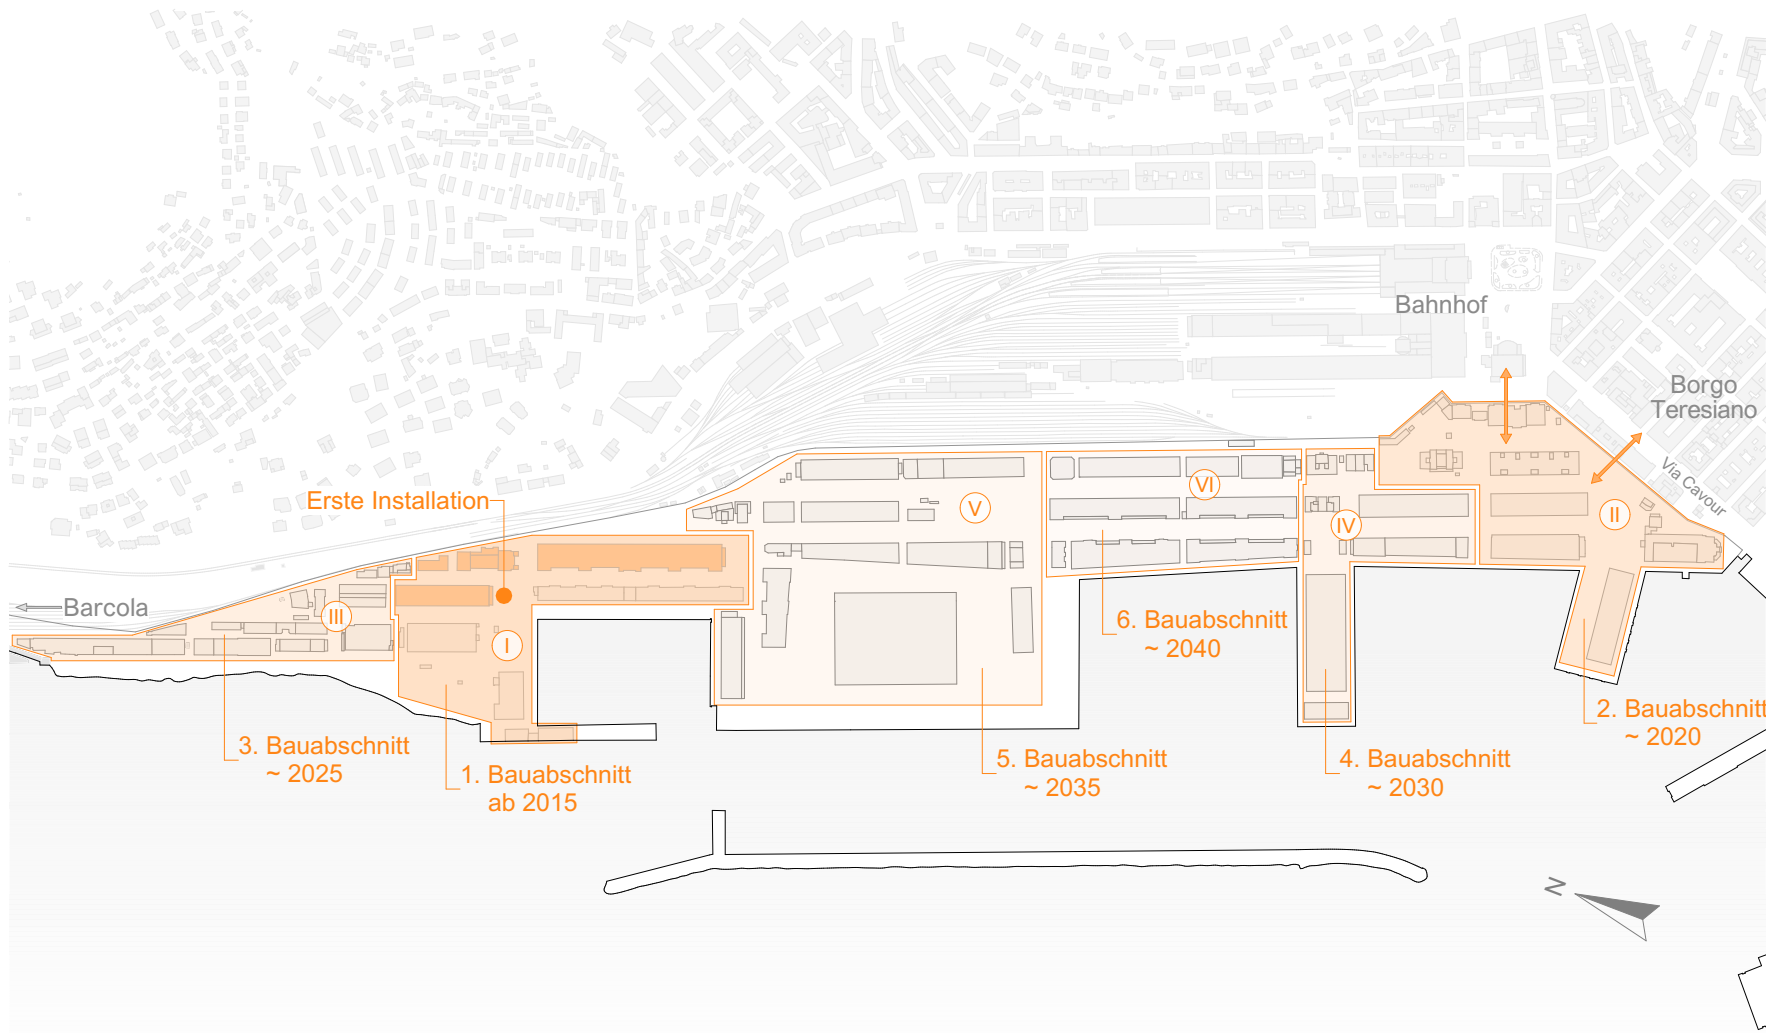 Bahnhof
Borgo
Teresiano
Via Cavour
Erste Installation
Barcola
I
II
III
IV
V
VI
6. Bauabschnitt
~ 2040
2. Bauabschnitt
~ 2020
3. Bauabschnitt
~ 2025
1. Bauabschnitt
ab 2015
5. Bauabschnitt
~ 2035
4. Bauabschnitt
~ 2030
N